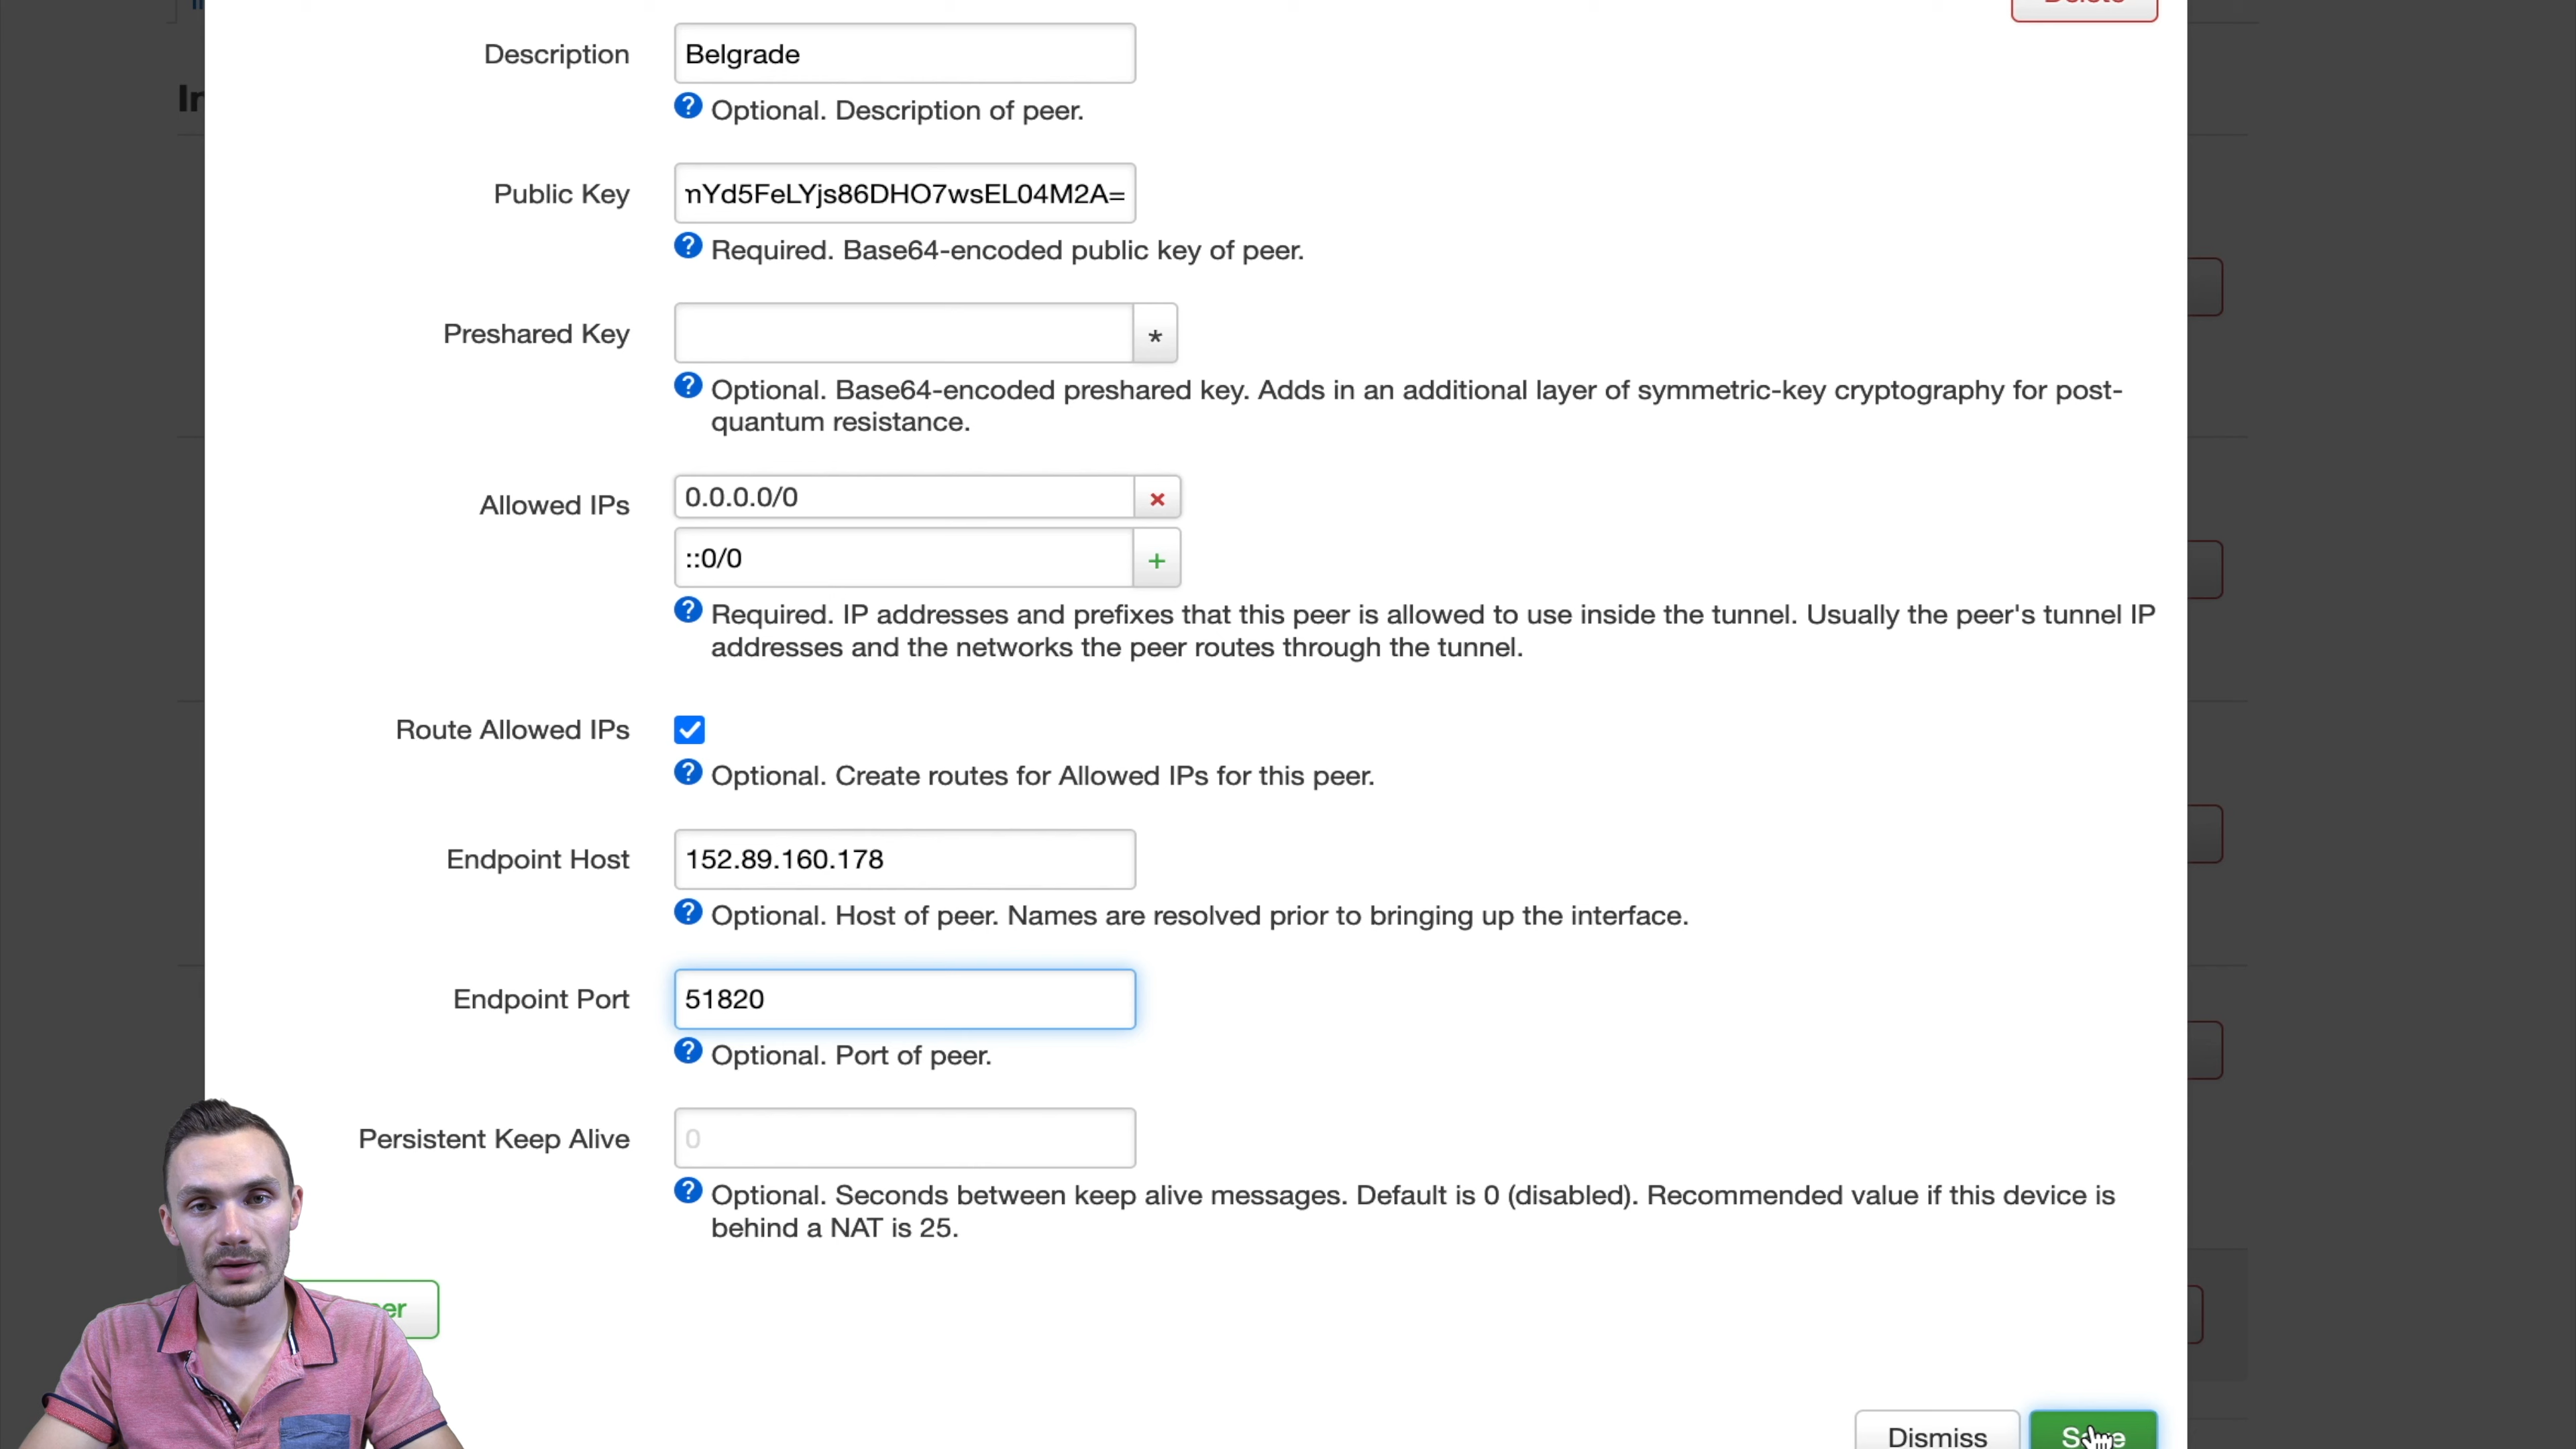 Delete
Description
Belgrade
Optional. Description of peer.
Public Key
nYd5FeLYjs86DHO7wsEL04M2A=
Required. Base64-encoded public key of peer.
Preshared Key
*
Optional. Base64-encoded preshared key. Adds in an additional layer of symmetric-key cryptography for post-
quantum resistance.
Allowed IPs
0.0.0.0/0
×
::0/0
+
Required. IP addresses and prefixes that this peer is allowed to use inside the tunnel. Usually the peer's tunnel IP
addresses and the networks the peer routes through the tunnel.
Route Allowed IPs
Optional. Create routes for Allowed IPs for this peer.
Endpoint Host
152.89.160.178
Optional. Host of peer. Names are resolved prior to bringing up the interface.
Endpoint Port
51820
Optional. Port of peer.
Persistent Keep Alive
0
Optional. Seconds between keep alive messages. Default is 0 (disabled). Recommended value if this device is
behind a NAT is 25.
Dismiss
Save